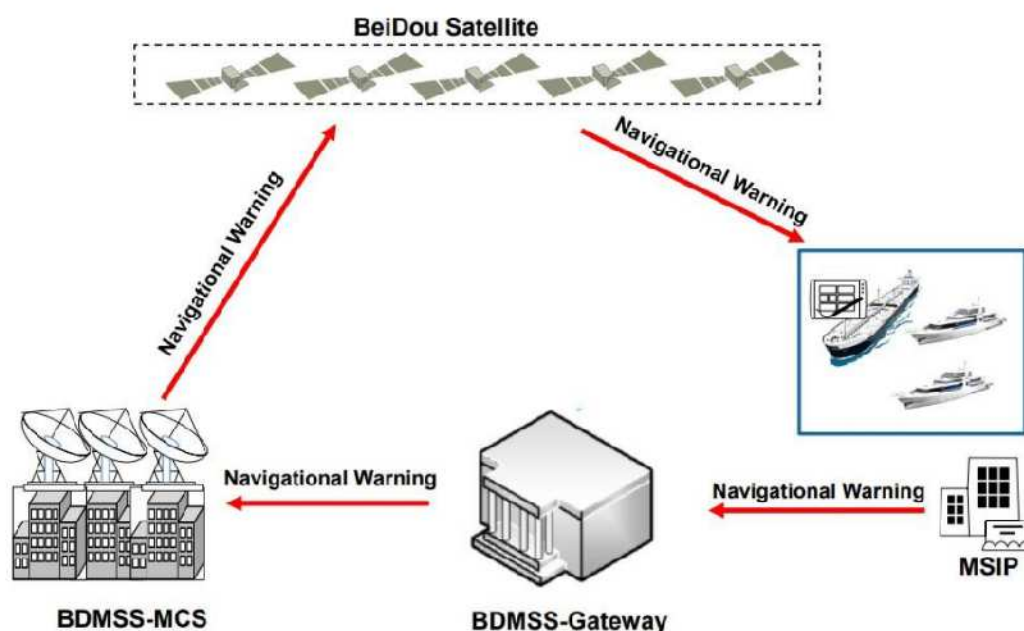 BeiDou Satellite
Navigational Warning
Navigational Warning
Navigational Warning
Navigational Warning
MSIP
BDMSS-MCS
BDMSS-Gateway